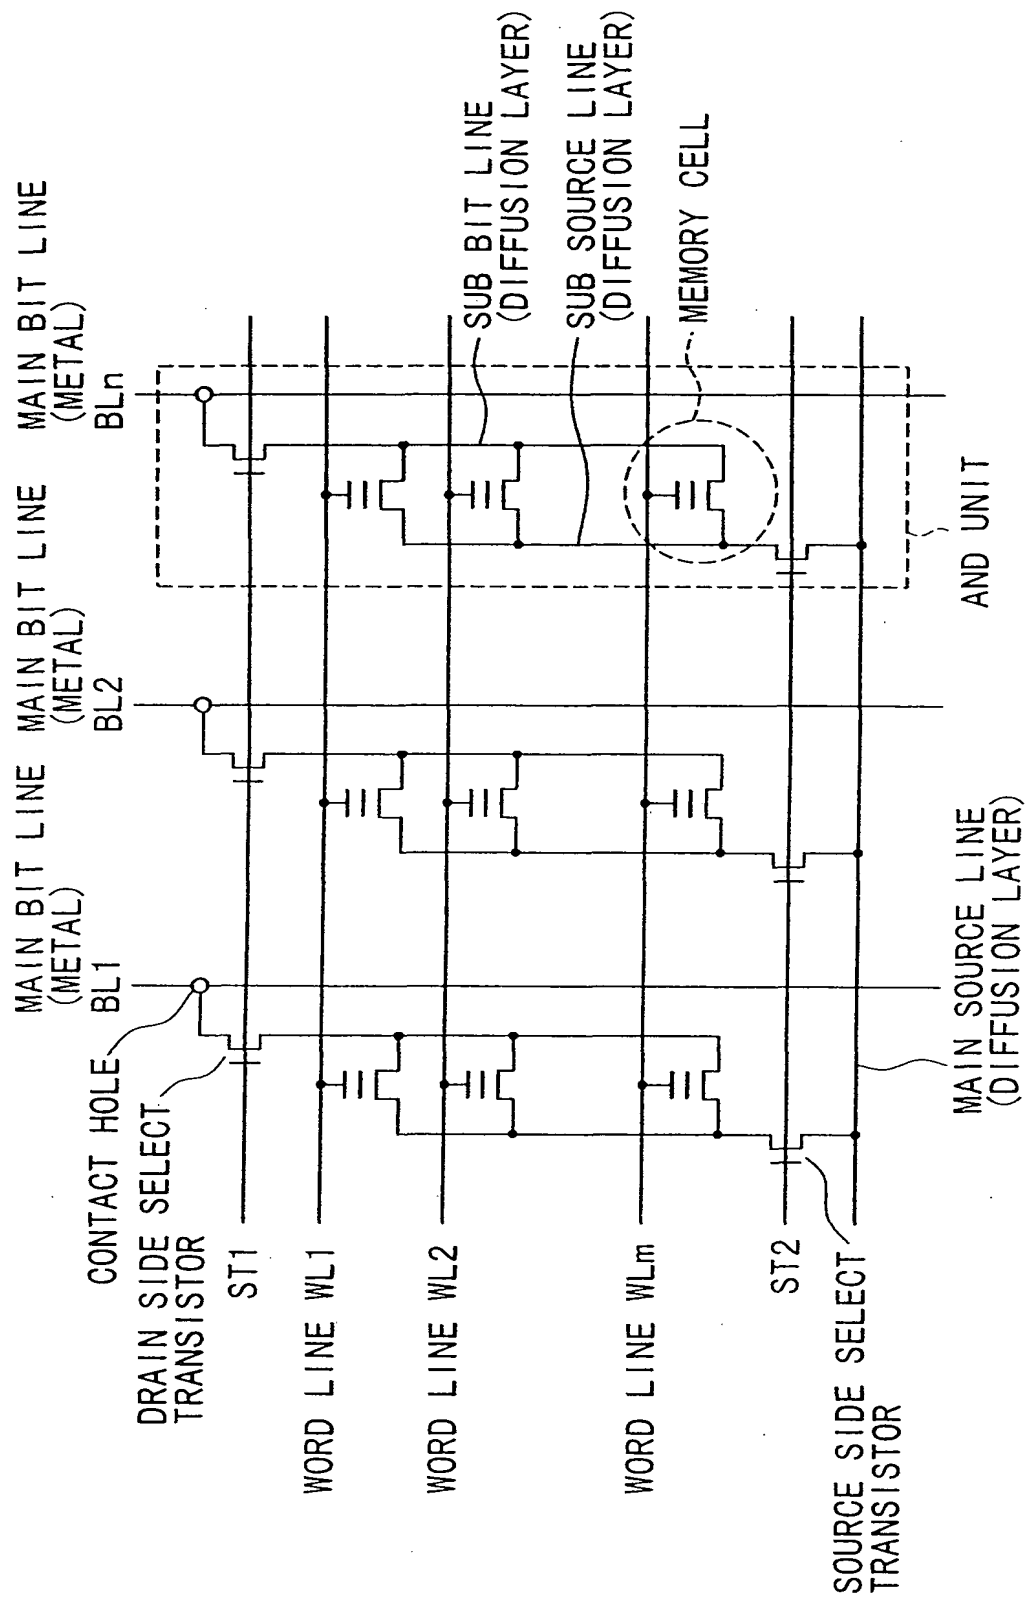 MAIN BIT LINE
(METAL)
BL1
MAIN BIT LINE
(METAL)
BL2
MAIN BIT LINE
(METAL)
BLn
CONTACT HOLE
DRAIN SIDE SELECT
TRANSISTOR
ST1
WORD LINE WL1
WORD LINE WL2
WORD LINE WLm
ST2
SOURCE SIDE SELECT
TRANSISTOR
SUB BIT LINE
(DIFFUSION LAYER)
SUB SOURCE LINE
(DIFFUSION LAYER)
MEMORY CELL
AND UNIT
MAIN SOURCE LINE
(DIFFUSION LAYER)